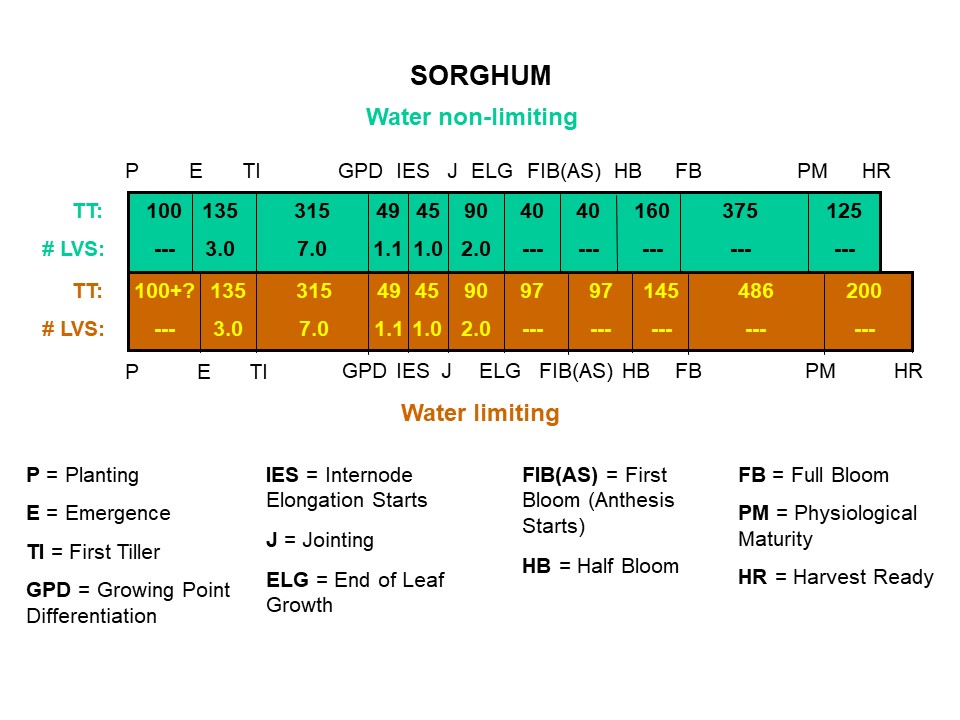 SORGHUM
Water non-limiting
P E TI GPD IES J ELG FIB(AS) HB FB PM HR
TT: 100 135 315 49 45 90 40 40 160 375 125
# LVS: --- 3.0 7.0 1.1 1.0 2.0 --- --- --- --- ---
TT: 100+? 135 315 49 45 90 97 97 145 486 200
# LVS: --- 3.0 7.0 1.1 1.0 2.0 --- --- --- --- ---
P E TI GPD IES J ELG FIB(AS) HB FB PM HR
Water limiting
P = Planting
E = Emergence
TI = First Tiller
GPD = Growing Point
Differentiation
IES = Internode
Elongation Starts
J = Jointing
ELG = End of Leaf
Growth
FIB(AS) = First
Bloom (Anthesis
Starts)
HB = Half Bloom
FB = Full Bloom
PM = Physiological
Maturity
HR = Harvest Ready